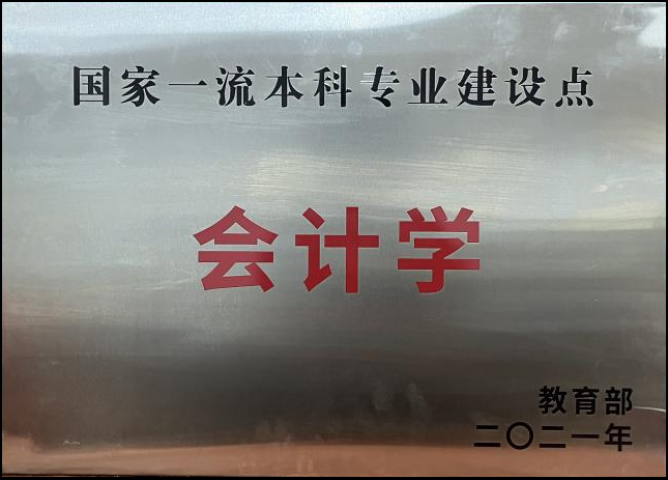 国家一流本科专业建设点
会计学
教育部
二〇二一年